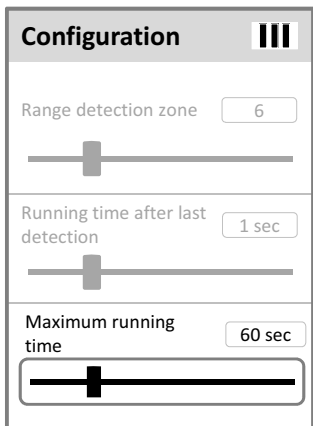 Configuration
Range detection zone 6
Running time after last
detection 1 sec
Maximum running
time 60 sec